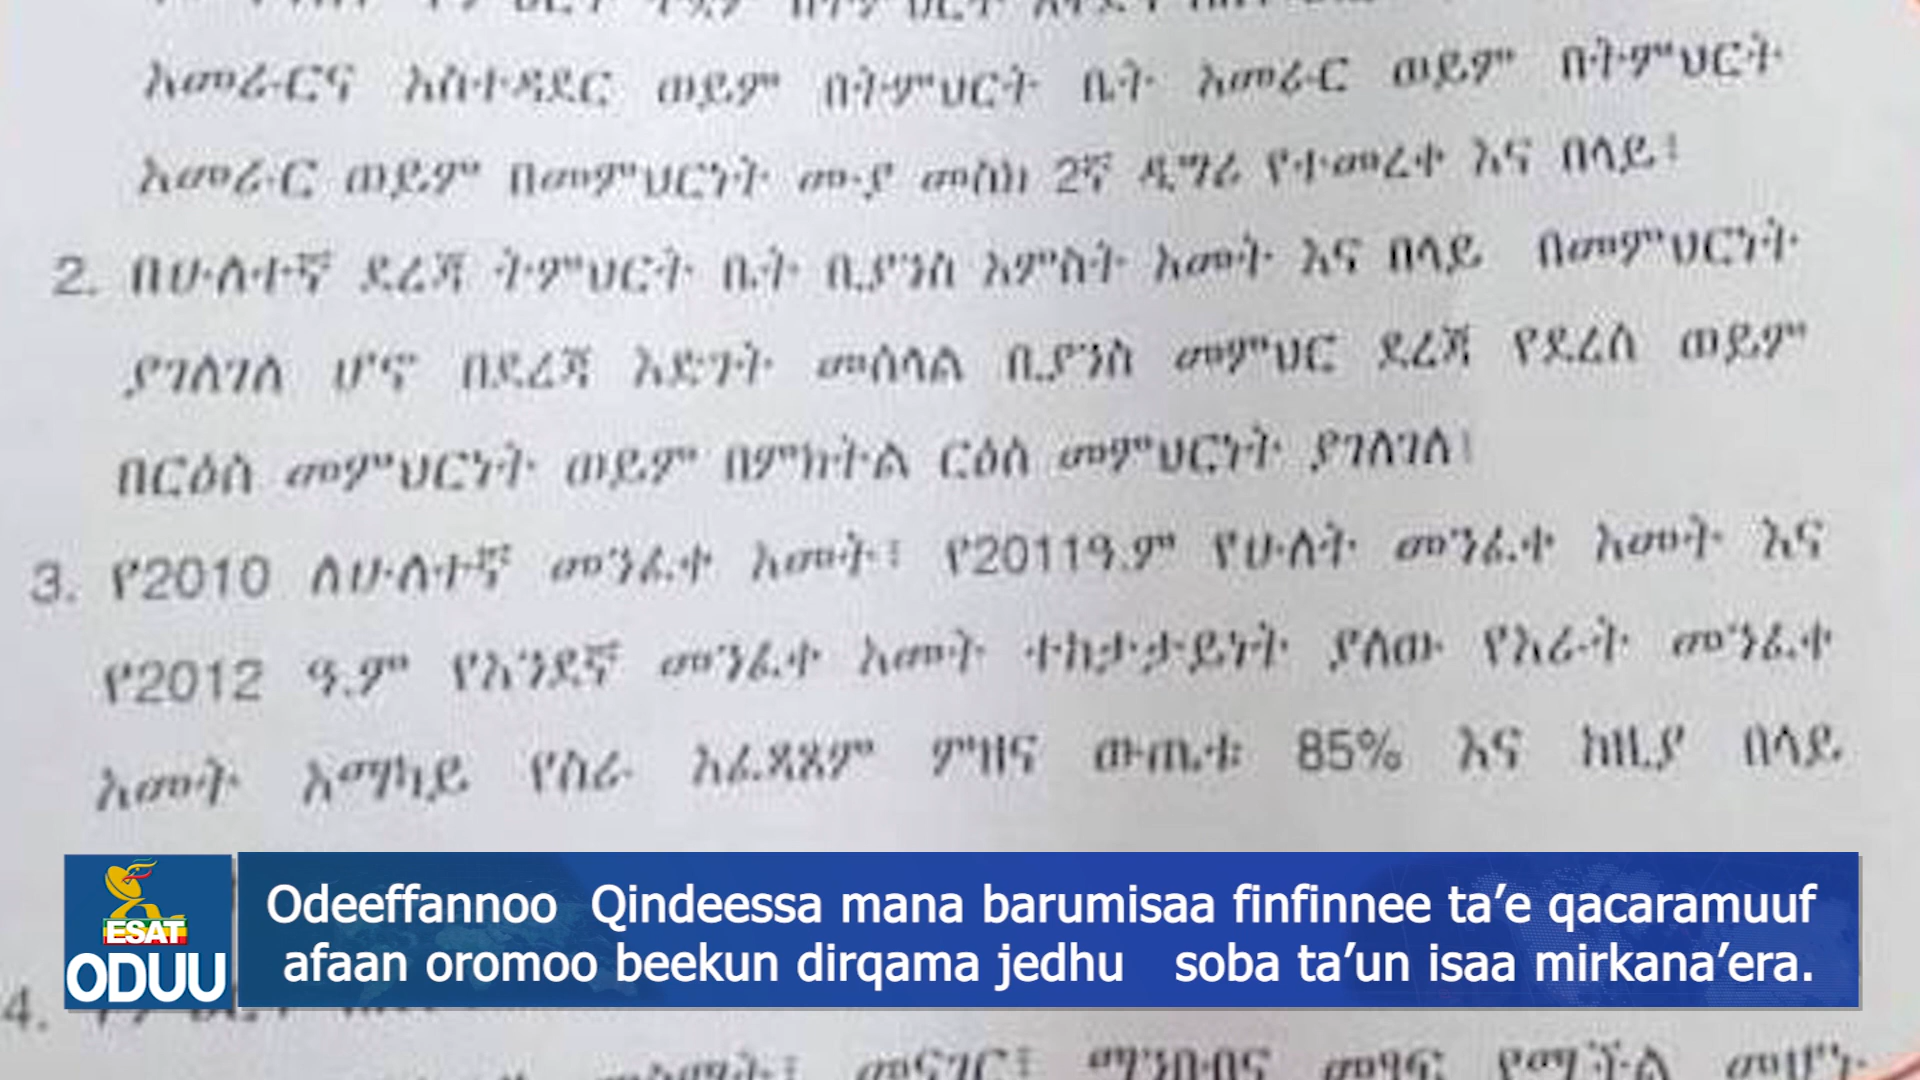 አመራርና አስተዳደር ወይም በትምህርት ቤት አመራር ወይም በትምህርት
አመራር ወይም በመምህርነት ሙያ መስክ 2ኛ ዲግሪ የተመረቀ እና በላይ፤
2. በሁለተኛ ደረጃ ትምህርት ቤት ቢያንስ አምስት አመት እና በላይ በመምህርነት
ያገለገለ ሆኖ በደረጃ እድገት መሰላል ቢያንስ መምህር ደረጃ የደረሰ ወይም
በርዕሰ መምህርነት ወይም በምክትል ርዕሰ መምህርነት ያገለገለ፤
3. የ2010 ለሁለተኛ መንፈቀ አመት፤ የ2011ዓ.ም የሁለት መንፈቀ አመት እና
የ2012 ዓ.ም የአንደኛ መንፈቀ አመት ተከታታይነት ያለው የአራት መንፈቀ
አመት አማካይ የስራ አፈጻጸም ምዘና ውጤቱ 85% እና ከዚያ በላይ
ESAT
ODUU
Odeeffannoo Qindeessa mana barumisaa finfinnee ta’e qacaramuuf
afaan oromoo beekun dirqama jedhu soba ta’un isaa mirkana’era.
4.
መናገር፤ ማንበብና መፃፍ የሚችል